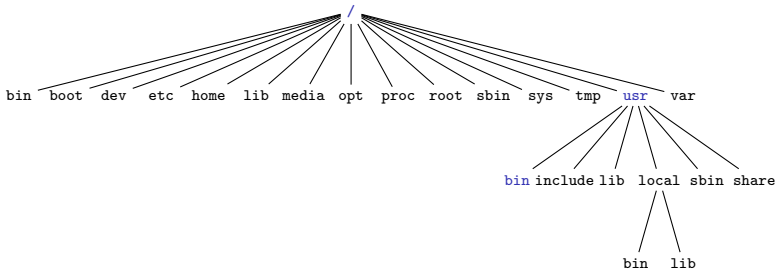 /
bin boot dev etc home lib media opt proc root sbin sys tmp usr var
bin include lib local sbin share
bin lib